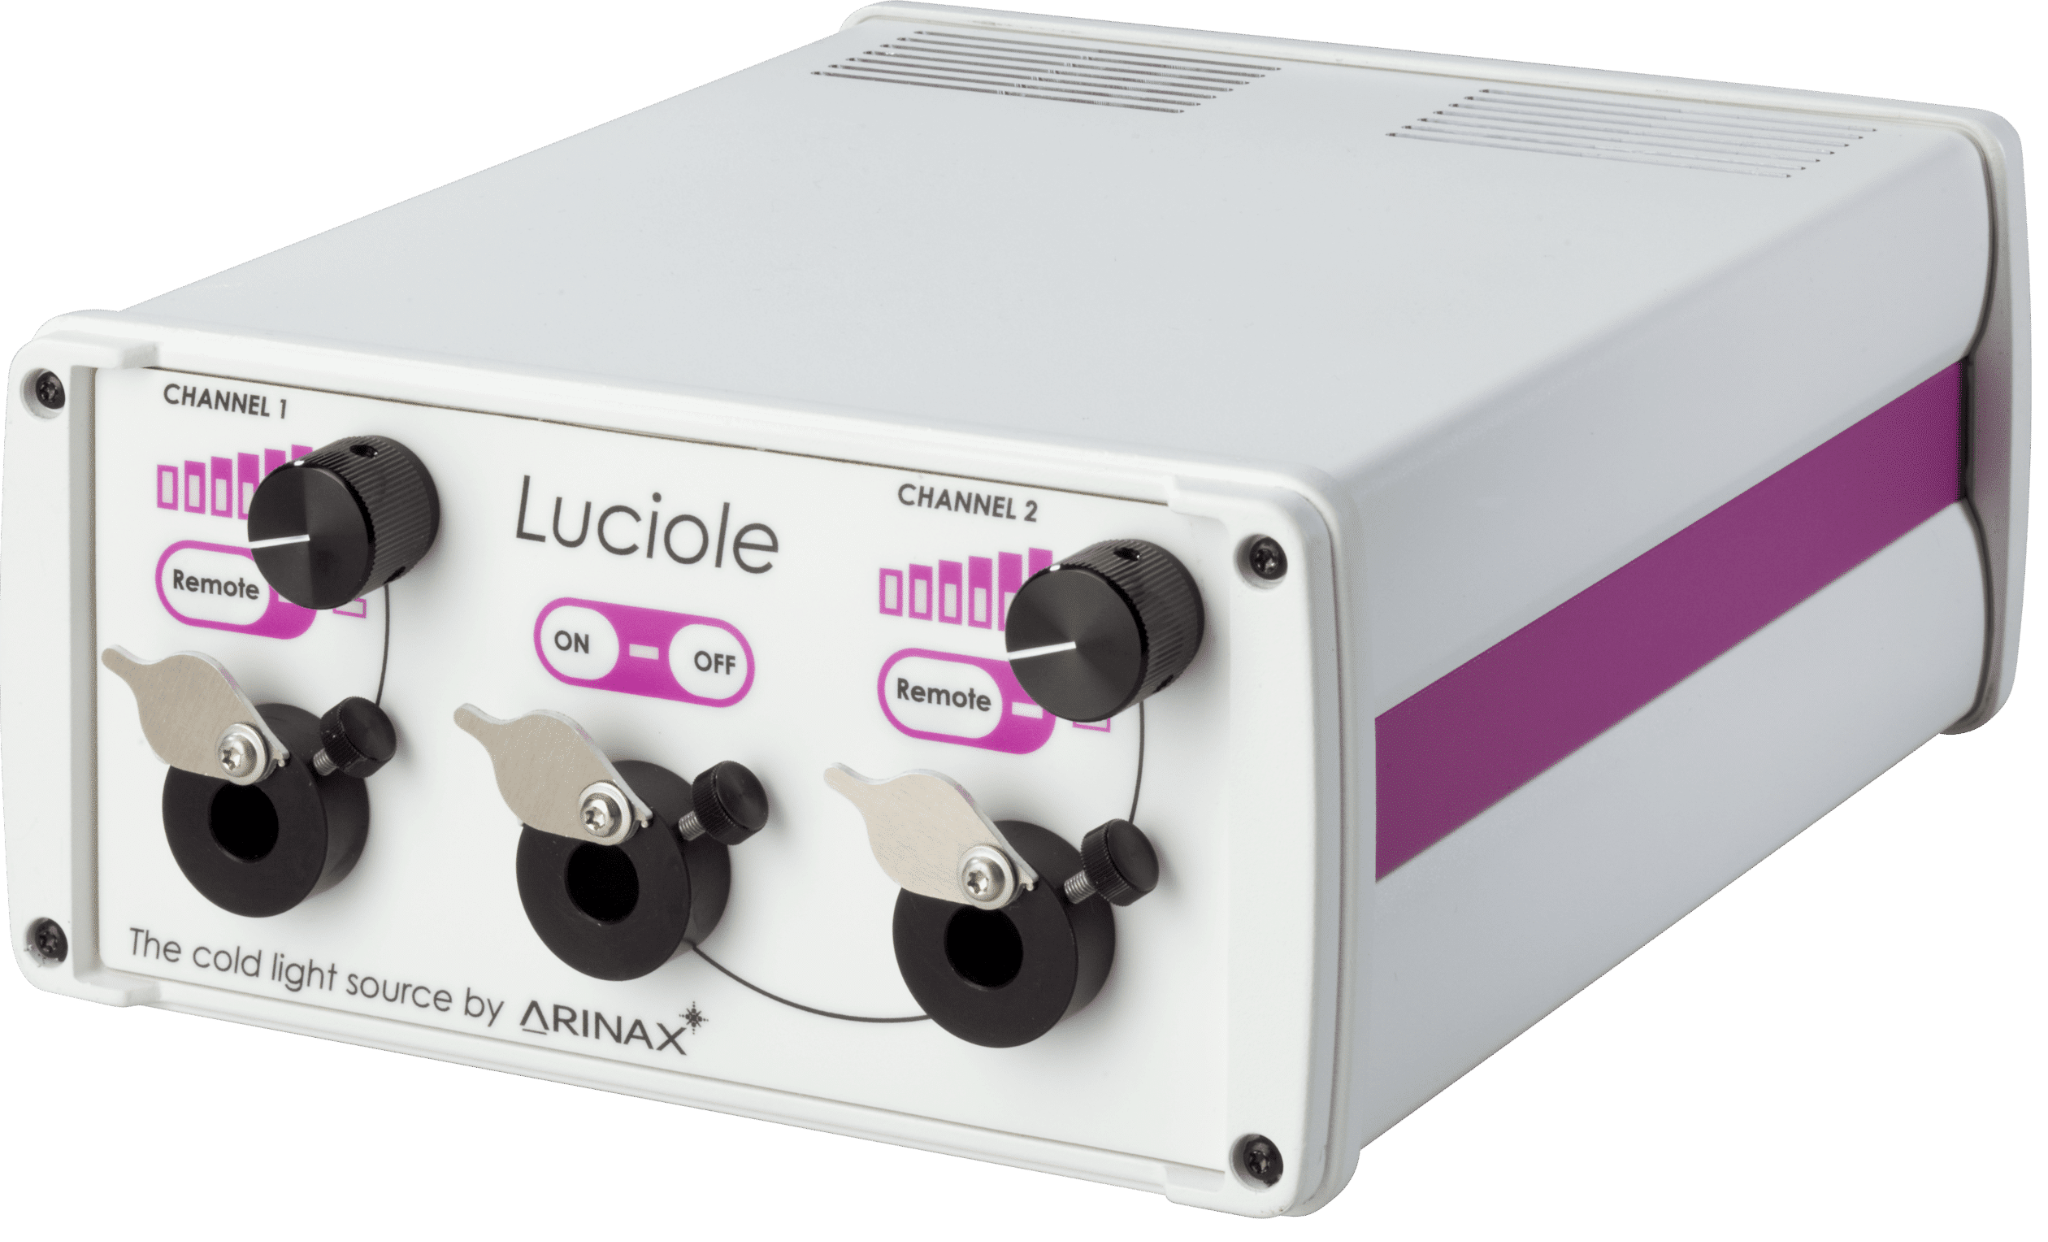 CHANNEL 1
Remote
Luciole
ON
OFF
CHANNEL 2
Remote
The cold light source by ARINAX